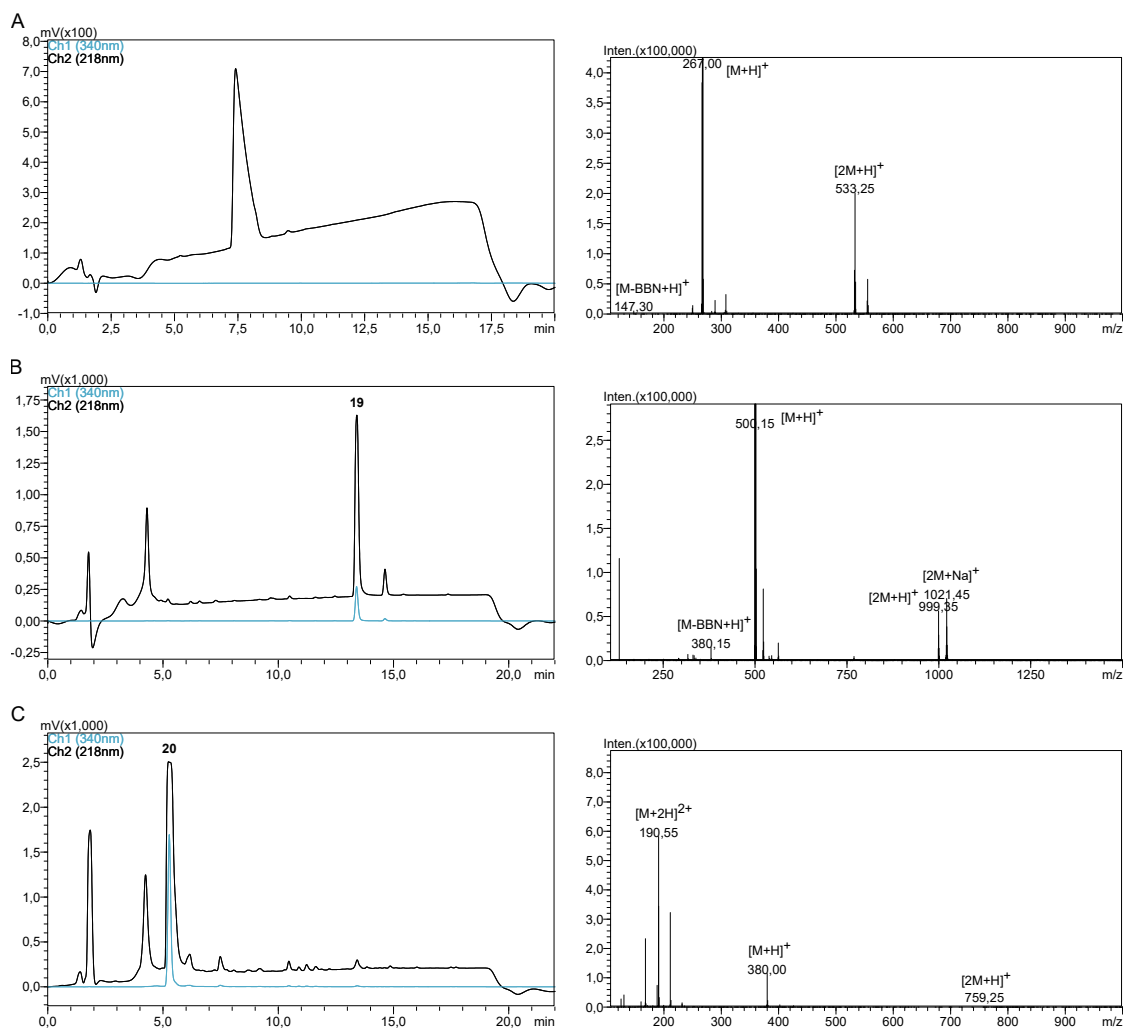 A
mV(x100)
Ch1 (340nm)
Ch2 (218nm)
8,0
7,0
6,0
5,0
4,0
3,0
2,0
1,0
0,0
-1,0
0,0 2,5 5,0 7,5 10,0 12,5 15,0 17,5 min
Inten.(x100,000)
267,00 [M+H]+
[2M+H]+
533,25
[M-BBN+H]+
147,30
4,0
3,5
3,0
2,5
2,0
1,5
1,0
0,5
0,0
200 300 400 500 600 700 800 900 m/z
B
mV(x1,000)
Ch1 (340nm)
Ch2 (218nm)
19
1,75
1,50
1,25
1,00
0,75
0,50
0,25
0,00
-0,25
0,0 5,0 10,0 15,0 20,0 min
Inten.(x100,000)
500,15 [M+H]+
[2M+Na]+
1021,45
[2M+H]+
999,35
[M-BBN+H]+
380,15
2,5
2,0
1,5
1,0
0,5
0,0
250 500 750 1000 1250 m/z
C
mV(x1,000)
Ch1 (340nm)
Ch2 (218nm)
20
2,5
2,0
1,5
1,0
0,5
0,0
0,0 5,0 10,0 15,0 20,0 min
Inten.(x100,000)
[M+2H]2+
190,55
[M+H]+
380,00
[2M+H]+
759,25
8,0
7,0
6,0
5,0
4,0
3,0
2,0
1,0
0,0
200 300 400 500 600 700 800 900 m/z